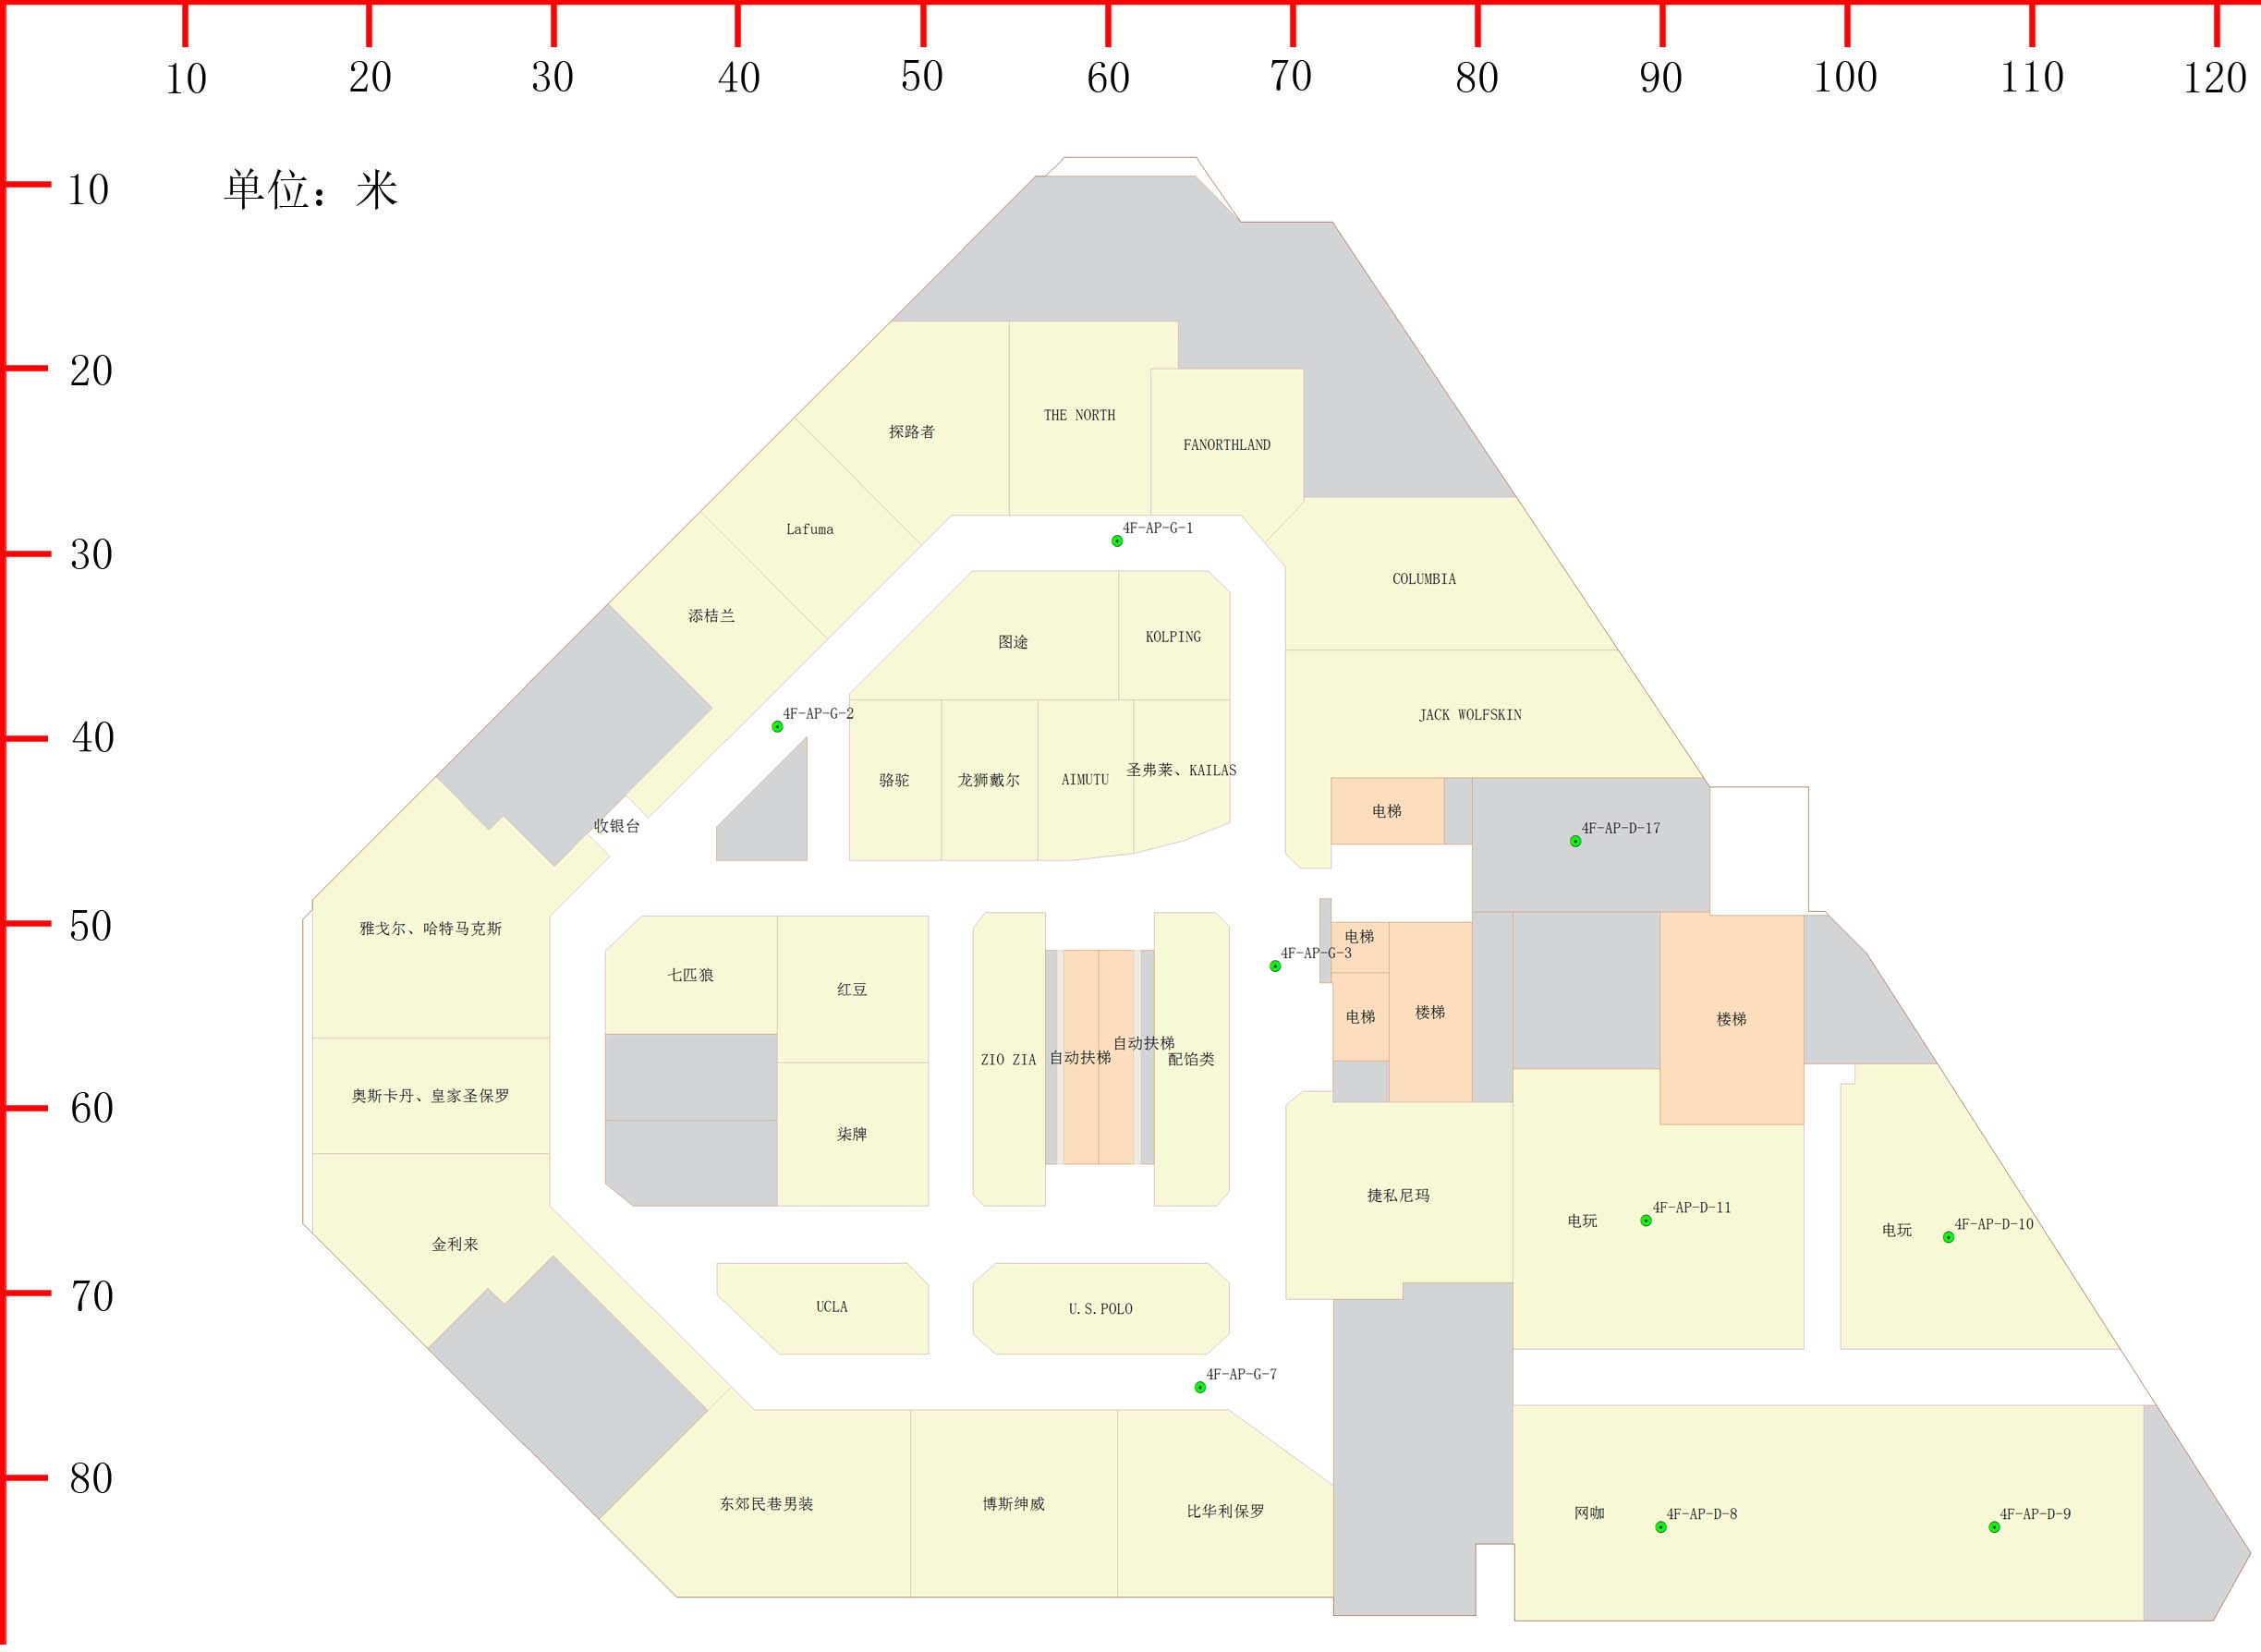 10 20 30 40 50 60 70 80 90 100 110 120
10
单位：米
20
30
40
50
60
70
80
THE NORTH
探路者
FANORTHLAND
Lafuma
4F-AP-G-1
COLUMBIA
添桔兰
图途
KOLPING
4F-AP-G-2
JACK WOLFSKIN
骆驼
龙狮戴尔
AIMUTU
圣弗莱、KAILAS
电梯
收银台
4F-AP-D-17
雅戈尔、哈特马克斯
电梯
4F-AP-G-3
七匹狼
红豆
电梯
楼梯
楼梯
ZIO ZIA
自动扶梯
自动扶梯
配馅类
奥斯卡丹、皇家圣保罗
柒牌
捷私尼玛
4F-AP-D-11
电玩
4F-AP-D-10
电玩
金利来
UCLA
U.S.POLO
4F-AP-G-7
东郊民巷男装
博斯绅威
比华利保罗
网咖
4F-AP-D-8
4F-AP-D-9